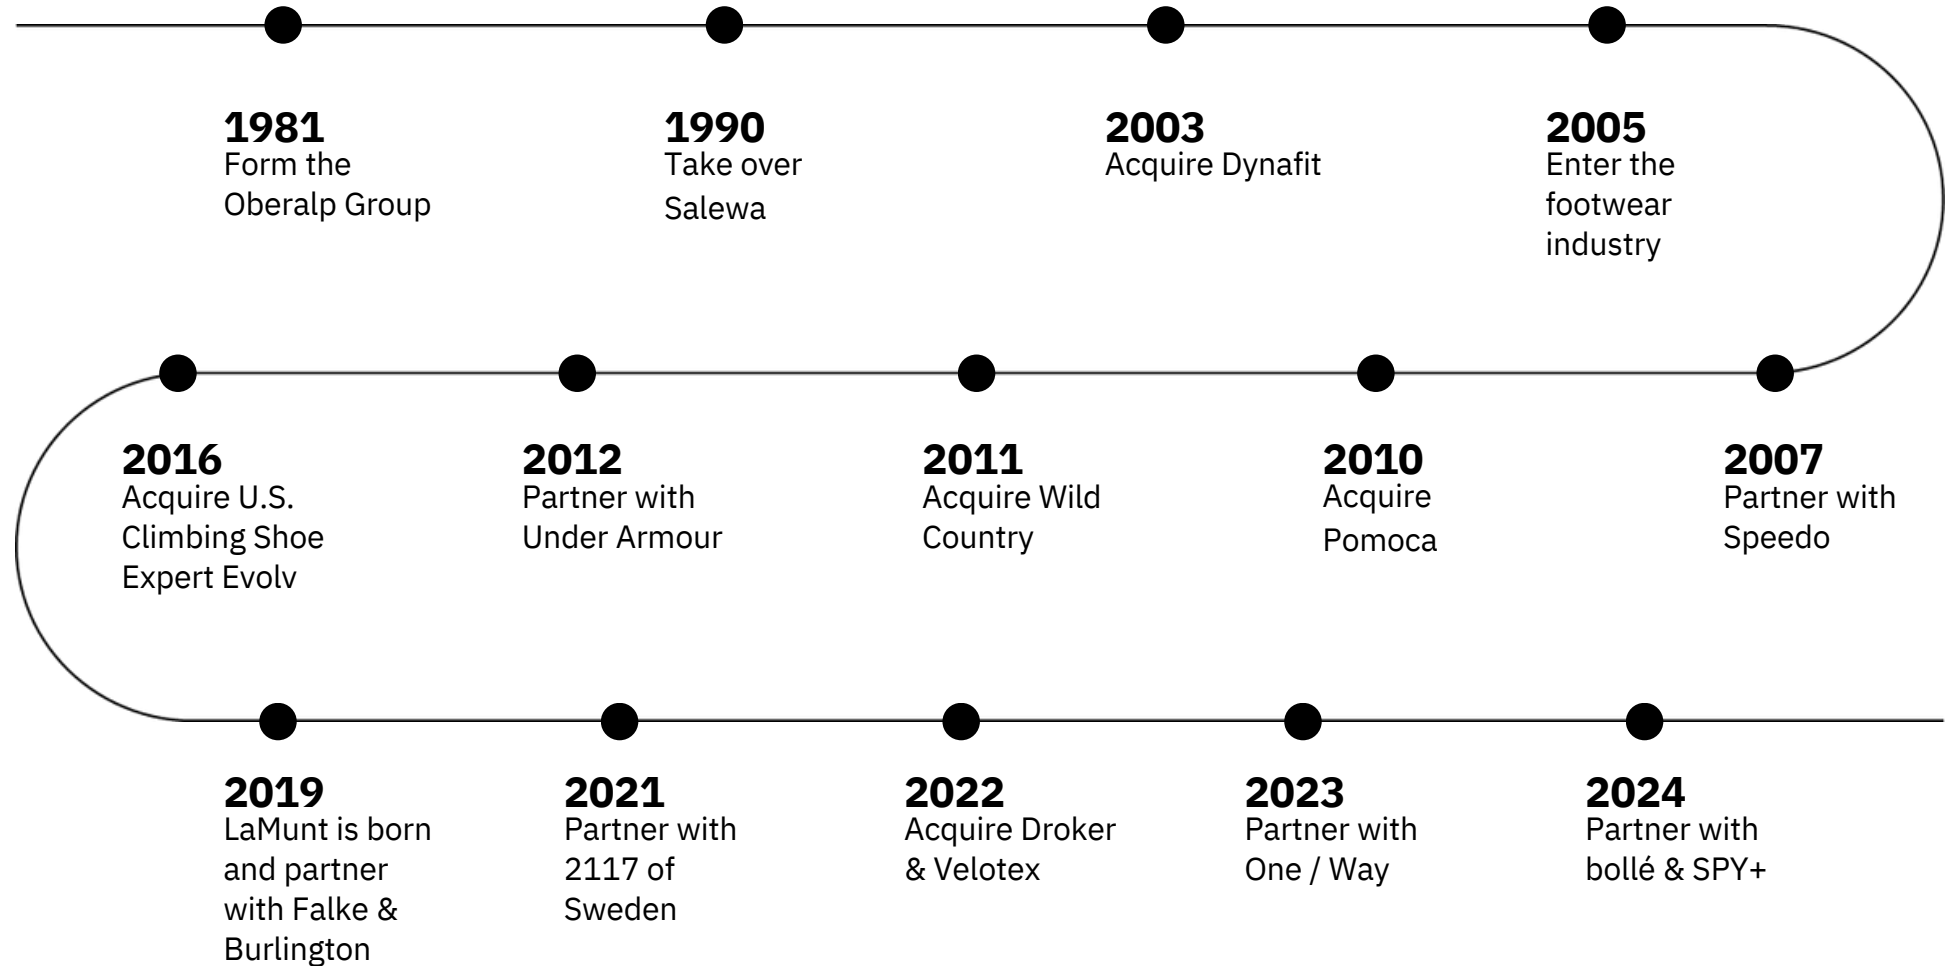 1981
Form the
Oberalp Group
1990
Take over
Salewa
2003
Acquire Dynafit
2005
Enter the
footwear
industry
2016
Acquire U.S.
Climbing Shoe
Expert Evolv
2012
Partner with
Under Armour
2011
Acquire Wild
Country
2010
Acquire
Pomoca
2007
Partner with
Speedo
2019
LaMunt is born
and partner
with Falke &
Burlington
2021
Partner with
2117 of
Sweden
2022
Acquire Droker
& Velotex
2023
Partner with
One / Way
2024
Partner with
bollé & SPY+